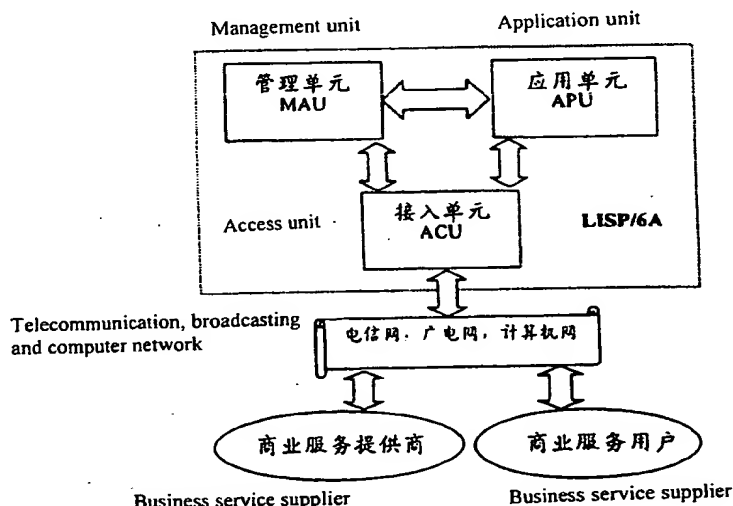 Management unit
Application unit
管理单元
MAU
应用单元
APU
Access unit
接入单元
ACU
LISP/6A
Telecommunication, broadcasting
and computer network
电信网，广电网，计算机网
商业服务提供商
商业服务用户
Business service supplier
Business service supplier